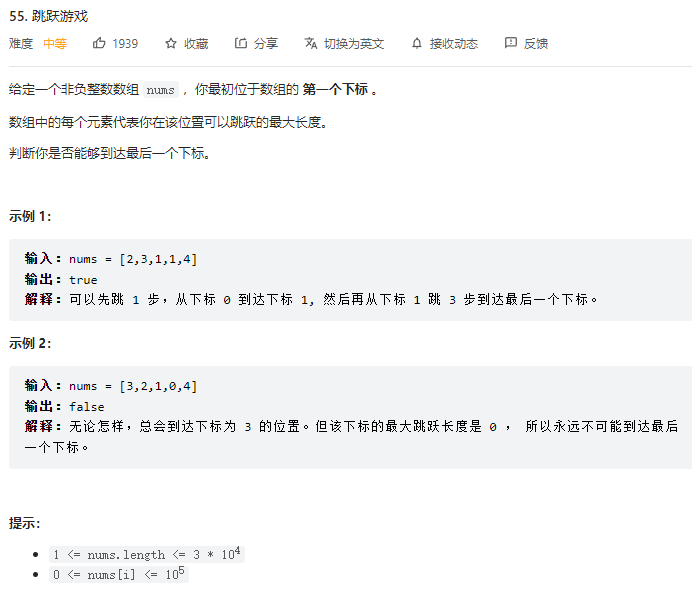 55. 跳跃游戏
难度 中等 1939 收藏 分享 切换为英文 接收动态 反馈
给定一个非负整数数组 nums ，你最初位于数组的 第一个下标 。
数组中的每个元素代表你在该位置可以跳跃的最大长度。
判断你是否能够到达最后一个下标。
示例 1：
输入：nums = [2,3,1,1,4]
输出：true
解释：可以先跳 1 步，从下标 0 到达下标 1, 然后再从下标 1 跳 3 步到达最后一个下标。
示例 2：
输入：nums = [3,2,1,0,4]
输出：false
解释：无论怎样，总会到达下标为 3 的位置。但该下标的最大跳跃长度是 0 ， 所以永远不可能到达最后
一个下标。
提示：
• 1 <= nums.length <= 3 * 10⁴
• 0 <= nums[i] <= 10⁵